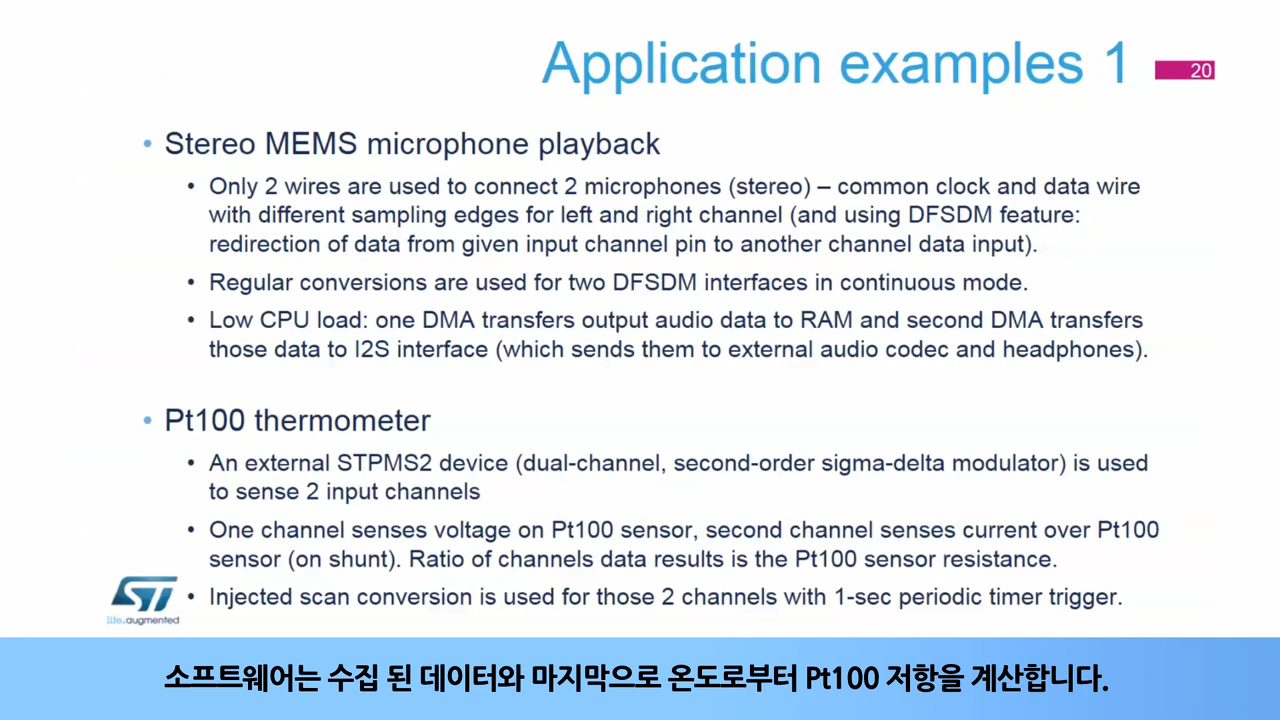 Application examples 1
20
• Stereo MEMS microphone playback
• Only 2 wires are used to connect 2 microphones (stereo) – common clock and data wire
with different sampling edges for left and right channel (and using DFSDM feature:
redirection of data from given input channel pin to another channel data input).
• Regular conversions are used for two DFSDM interfaces in continuous mode.
• Low CPU load: one DMA transfers output audio data to RAM and second DMA transfers
those data to I2S interface (which sends them to external audio codec and headphones).
• Pt100 thermometer
• An external STPMS2 device (dual-channel, second-order sigma-delta modulator) is used
to sense 2 input channels
• One channel senses voltage on Pt100 sensor, second channel senses current over Pt100
sensor (on shunt). Ratio of channels data results is the Pt100 sensor resistance.
• Injected scan conversion is used for those 2 channels with 1-sec periodic timer trigger.
ST
life.augmented
소프트웨어는 수집 된 데이터와 마지막으로 온도로부터 Pt100 저항을 계산합니다.